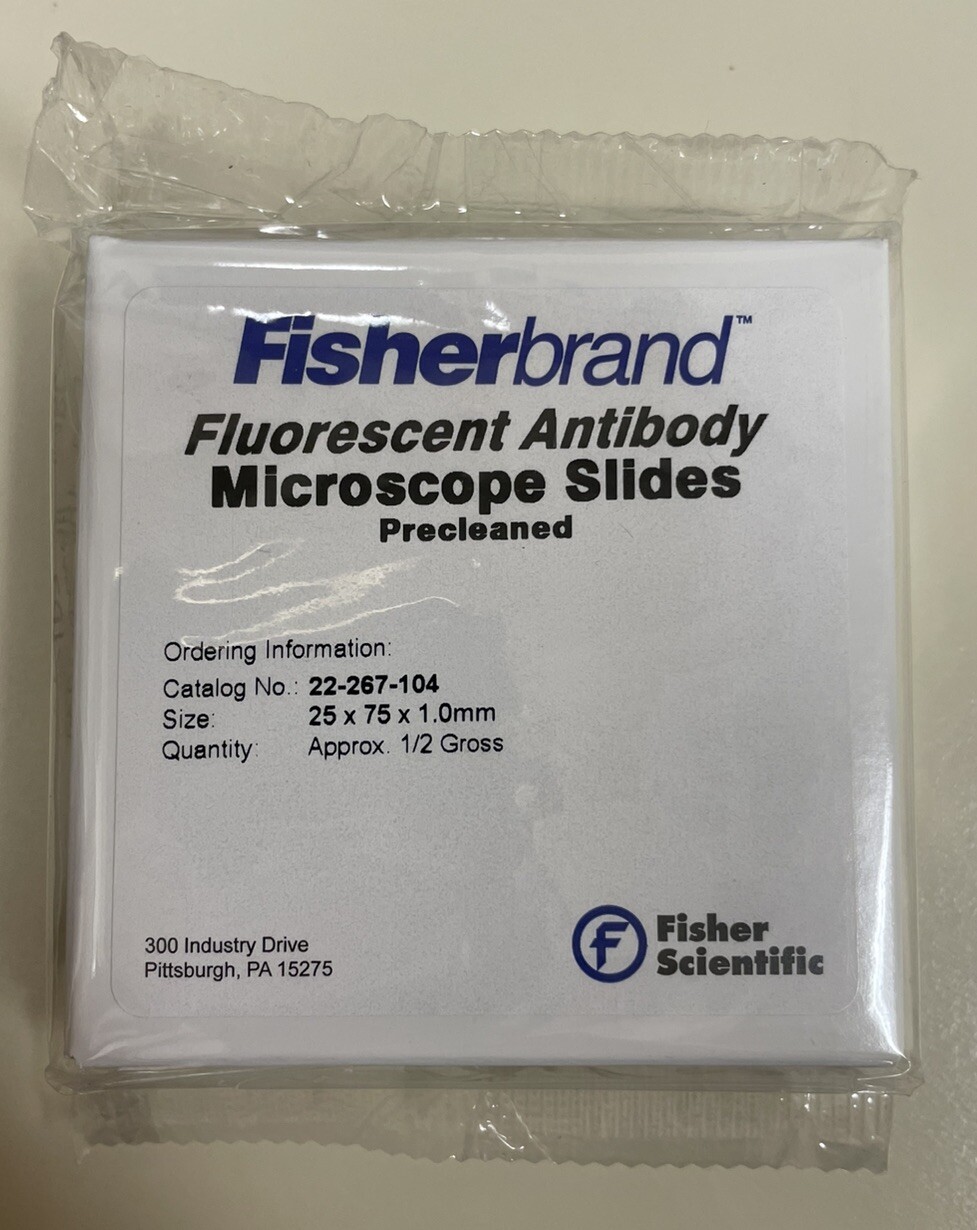 Fisherbrand™
Fluorescent Antibody
Microscope Slides
Precleaned
Ordering Information:
Catalog No.: 22-267-104
Size: 25 x 75 x 1.0mm
Quantity: Approx. 1/2 Gross
300 Industry Drive
Pittsburgh, PA 15275
F Fisher
Scientific